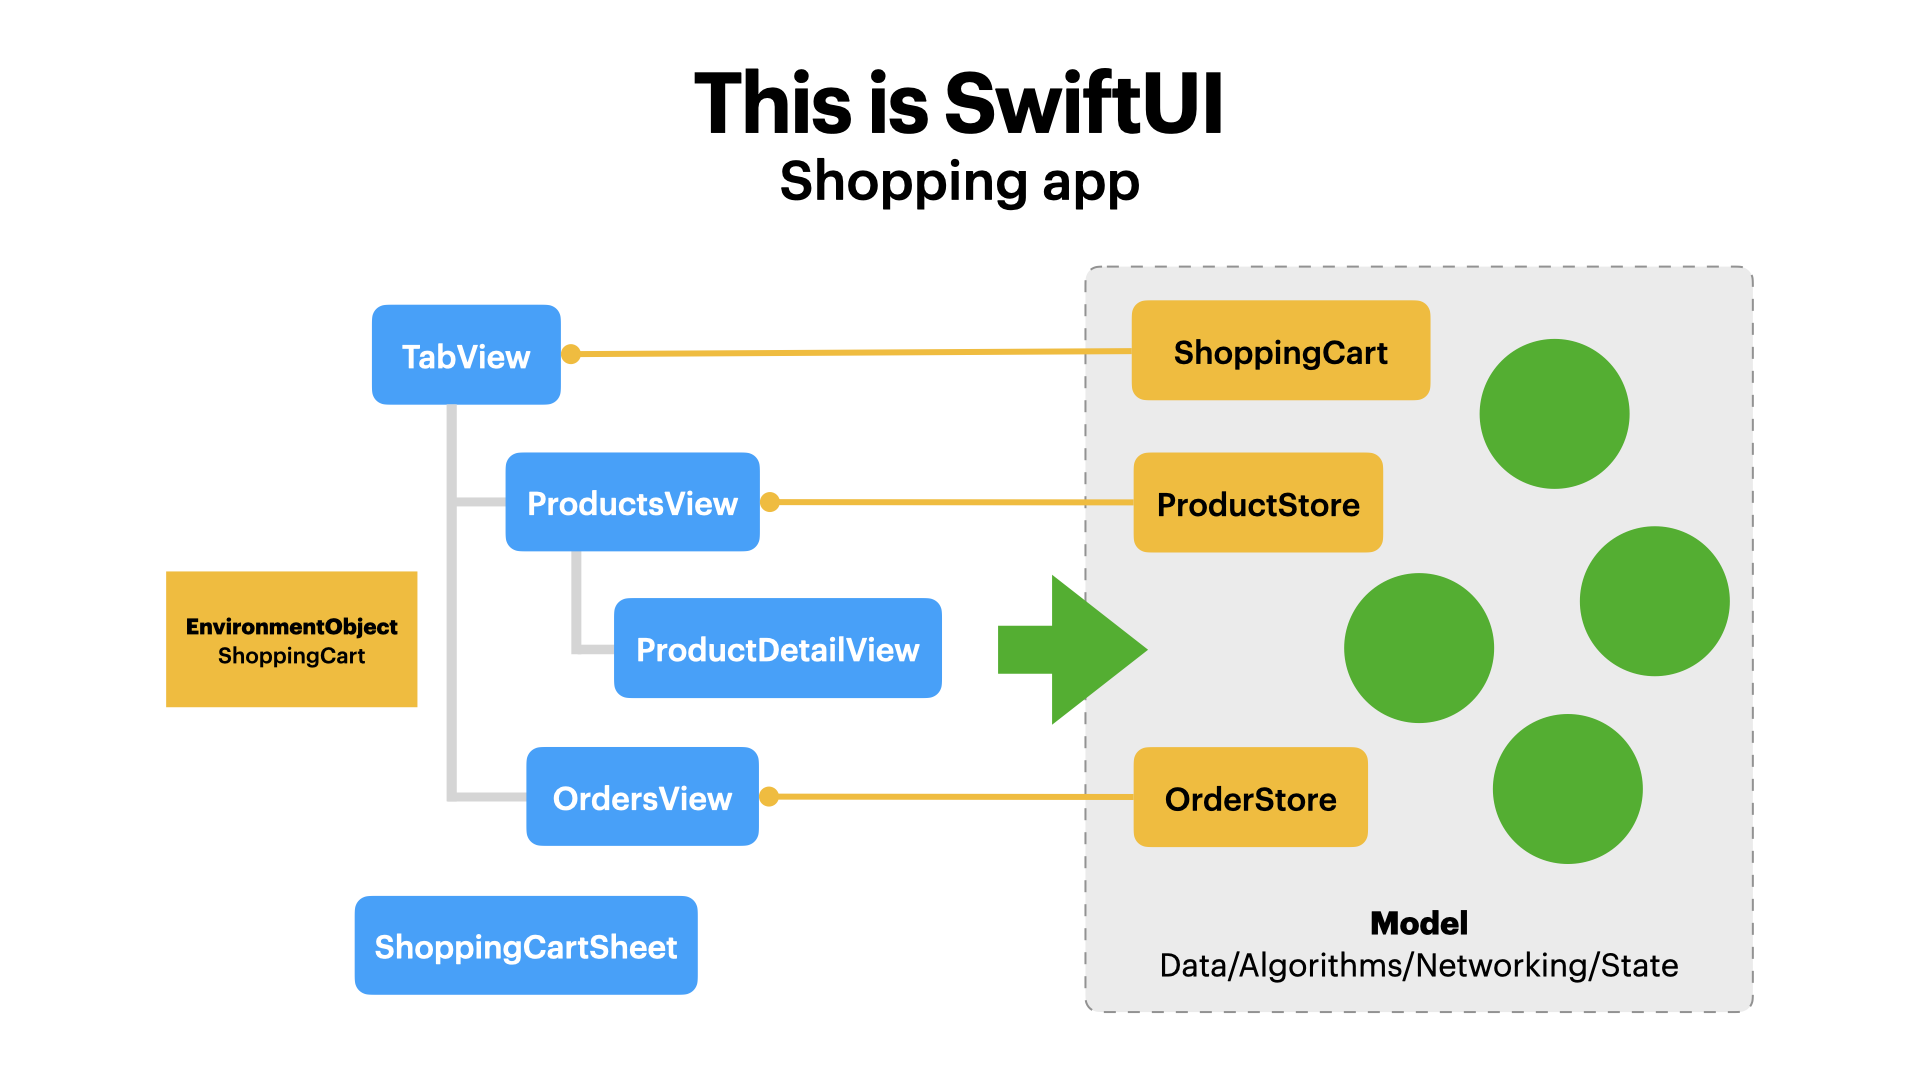 This is SwiftUI
Shopping app
TabView
ShoppingCart
ProductsView
ProductStore
EnvironmentObject
ShoppingCart
ProductDetailView
OrdersView
OrderStore
ShoppingCartSheet
Model
Data/Algorithms/Networking/State